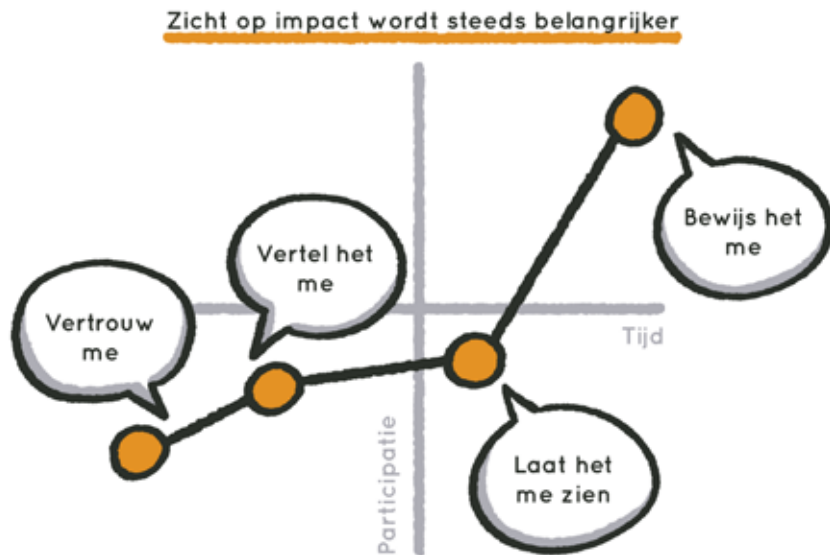 Zicht op impact wordt steeds belangrijker
Vertrouw
me
Vertel het
me
Bewijs het
me
Tijd
Laat het
me zien
Participatie